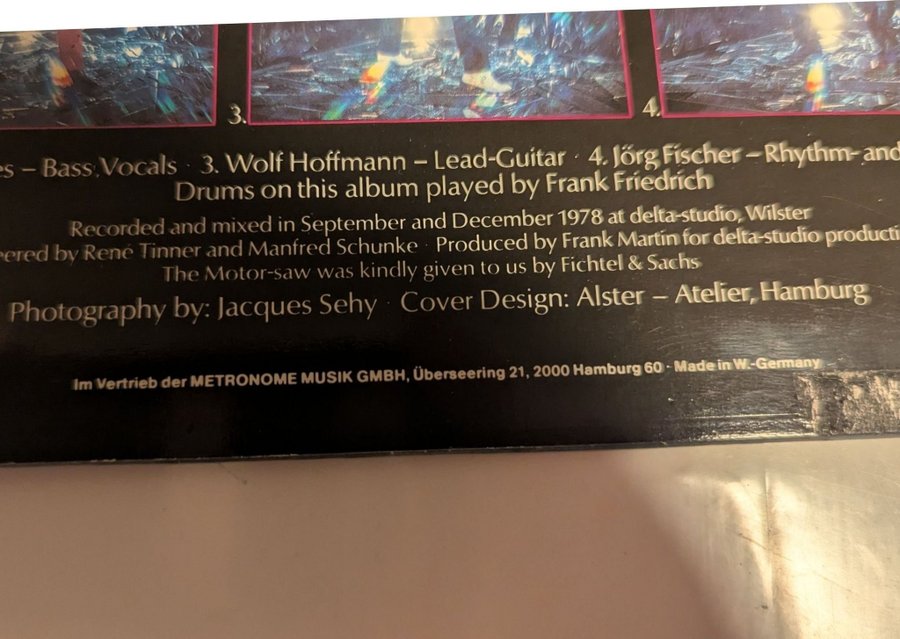 3.
4.
es – Bass, Vocals · 3. Wolf Hoffmann – Lead-Guitar · 4. Jörg Fischer – Rhythm- and
Drums on this album played by Frank Friedrich
Recorded and mixed in September and December 1978 at delta-studio, Wilster
eered by René Tinner and Manfred Schunke · Produced by Frank Martin for delta-studio producti
The Motor-saw was kindly given to us by Fichtel & Sachs
Photography by: Jacques Sehy · Cover Design: Alster – Atelier, Hamburg
Im Vertrieb der METRONOME MUSIK GMBH, Überseering 21, 2000 Hamburg 60 · Made in W.-Germany